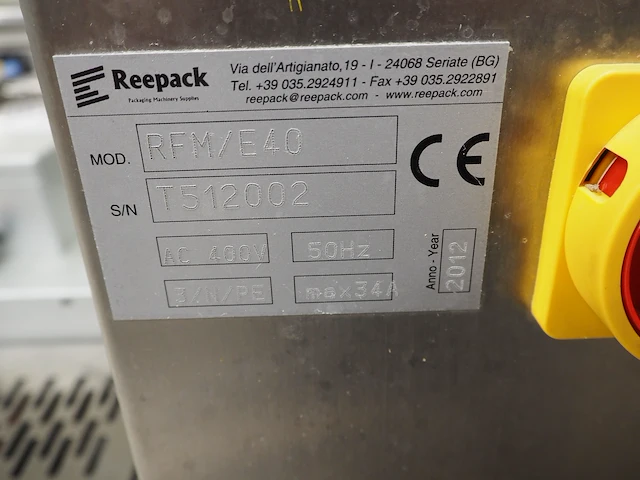 Reepack
Packaging Machinery Supplies
Via dell'Artigianato,19 - I - 24068 Seriate (BG)
Tel. +39 035.2924911 - Fax +39 035.2922891
reepack@reepack.com - www.reepack.com
MOD. RFM/E40
S/N T512002
CE
AC 400V 50Hz
3/N/PE max34A
Anno - Year 2012